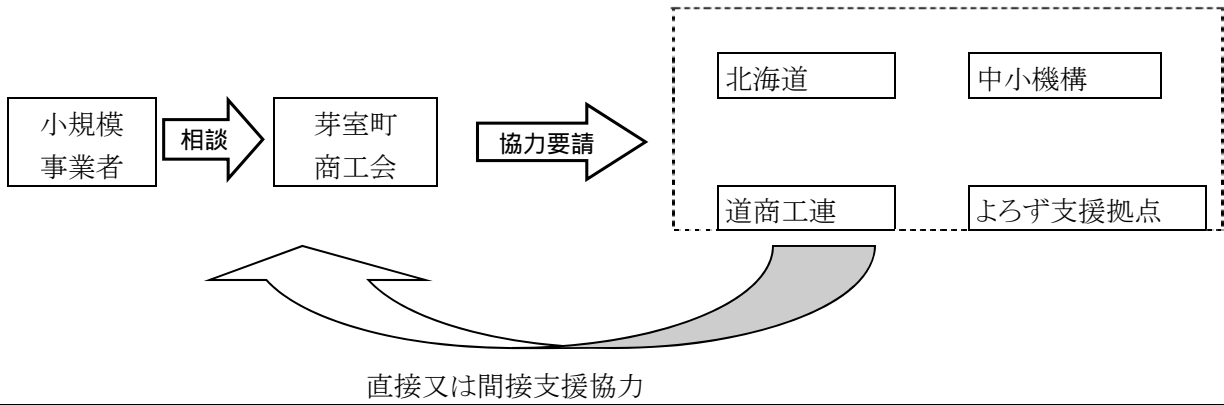 小規模
事業者
相談
芽室町
商工会
協力要請
北海道
中小機構
道商工連
よろず支援拠点
直接又は間接支援協力